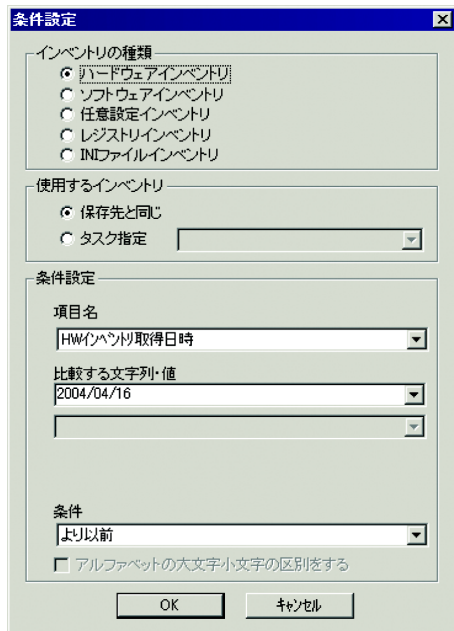 条件設定
インベントリの種類
ハードウェアインベントリ
ソフトウェアインベントリ
任意設定インベントリ
レジストリインベントリ
INIファイルインベントリ
使用するインベントリ
保存先と同じ
タスク指定
条件設定
項目名
HWインベントリ取得日時
比較する文字列・値
2004/04/16
条件
より以前
アルファベットの大文字小文字の区別をする
OK キャンセル